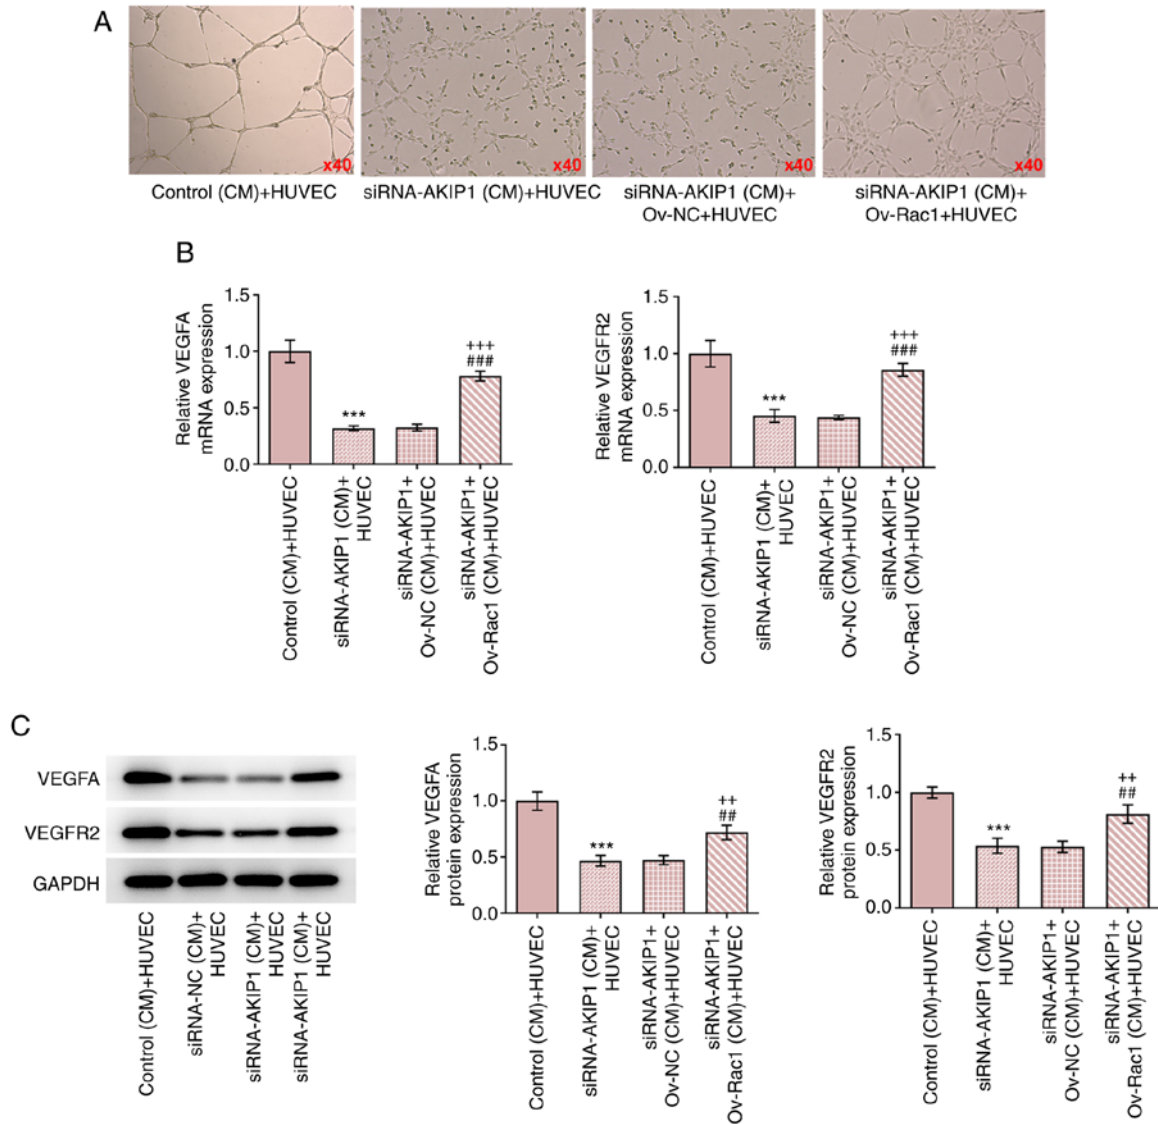 A
x40
x40
x40
x40
Control (CM)+HUVEC
siRNA-AKIP1 (CM)+HUVEC
siRNA-AKIP1 (CM)+
Ov-NC+HUVEC
siRNA-AKIP1 (CM)+
Ov-Rac1+HUVEC
B
Relative VEGFA
mRNA expression
1.5
1.0
0.5
0.0
***
+++
###
Control (CM)+HUVEC
siRNA-AKIP1 (CM)+
HUVEC
siRNA-AKIP1+
Ov-NC (CM)+HUVEC
siRNA-AKIP1+
Ov-Rac1 (CM)+HUVEC
Relative VEGFR2
mRNA expression
1.5
1.0
0.5
0.0
***
+++
###
Control (CM)+HUVEC
siRNA-AKIP1 (CM)+
HUVEC
siRNA-AKIP1+
Ov-NC (CM)+HUVEC
siRNA-AKIP1+
Ov-Rac1 (CM)+HUVEC
C
VEGFA
VEGFR2
GAPDH
Control (CM)+HUVEC
siRNA-NC (CM)+
HUVEC
siRNA-AKIP1 (CM)+
HUVEC
siRNA-AKIP1 (CM)+
HUVEC
Relative VEGFA
protein expression
1.5
1.0
0.5
0.0
***
++
##
Control (CM)+HUVEC
siRNA-AKIP1 (CM)+
HUVEC
siRNA-AKIP1+
Ov-NC (CM)+HUVEC
siRNA-AKIP1+
Ov-Rac1 (CM)+HUVEC
Relative VEGFR2
protein expression
1.5
1.0
0.5
0.0
***
++
##
Control (CM)+HUVEC
siRNA-AKIP1 (CM)+
HUVEC
siRNA-AKIP1+
Ov-NC (CM)+HUVEC
siRNA-AKIP1+
Ov-Rac1 (CM)+HUVEC